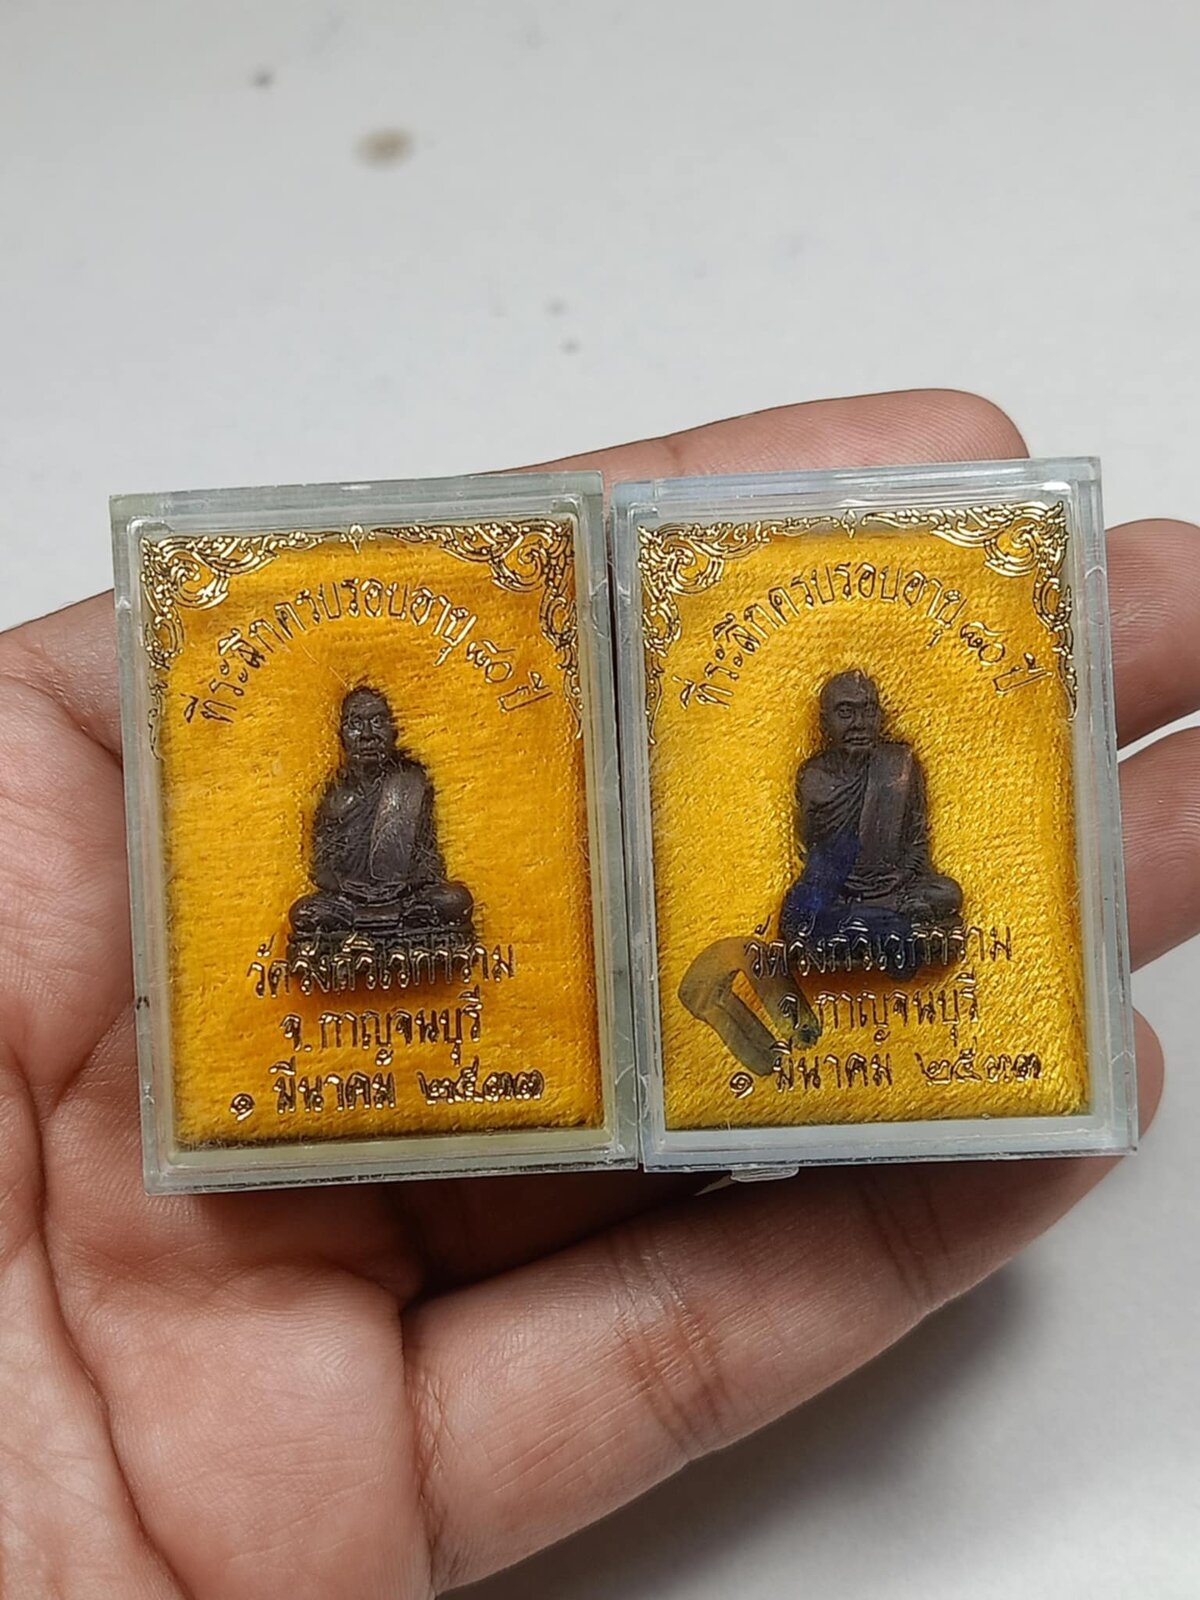 ที่ระลึกครบรอบอายุ ๘๐ ปี
วัดวังก์วิเวการาม
จ.กาญจนบุรี
๑ มีนาคม ๒๕๓๓
ที่ระลึกครบรอบอายุ ๘๐ ปี
วัดวังก์วิเวการาม
จ.กาญจนบุรี
๑ มีนาคม ๒๕๓๓